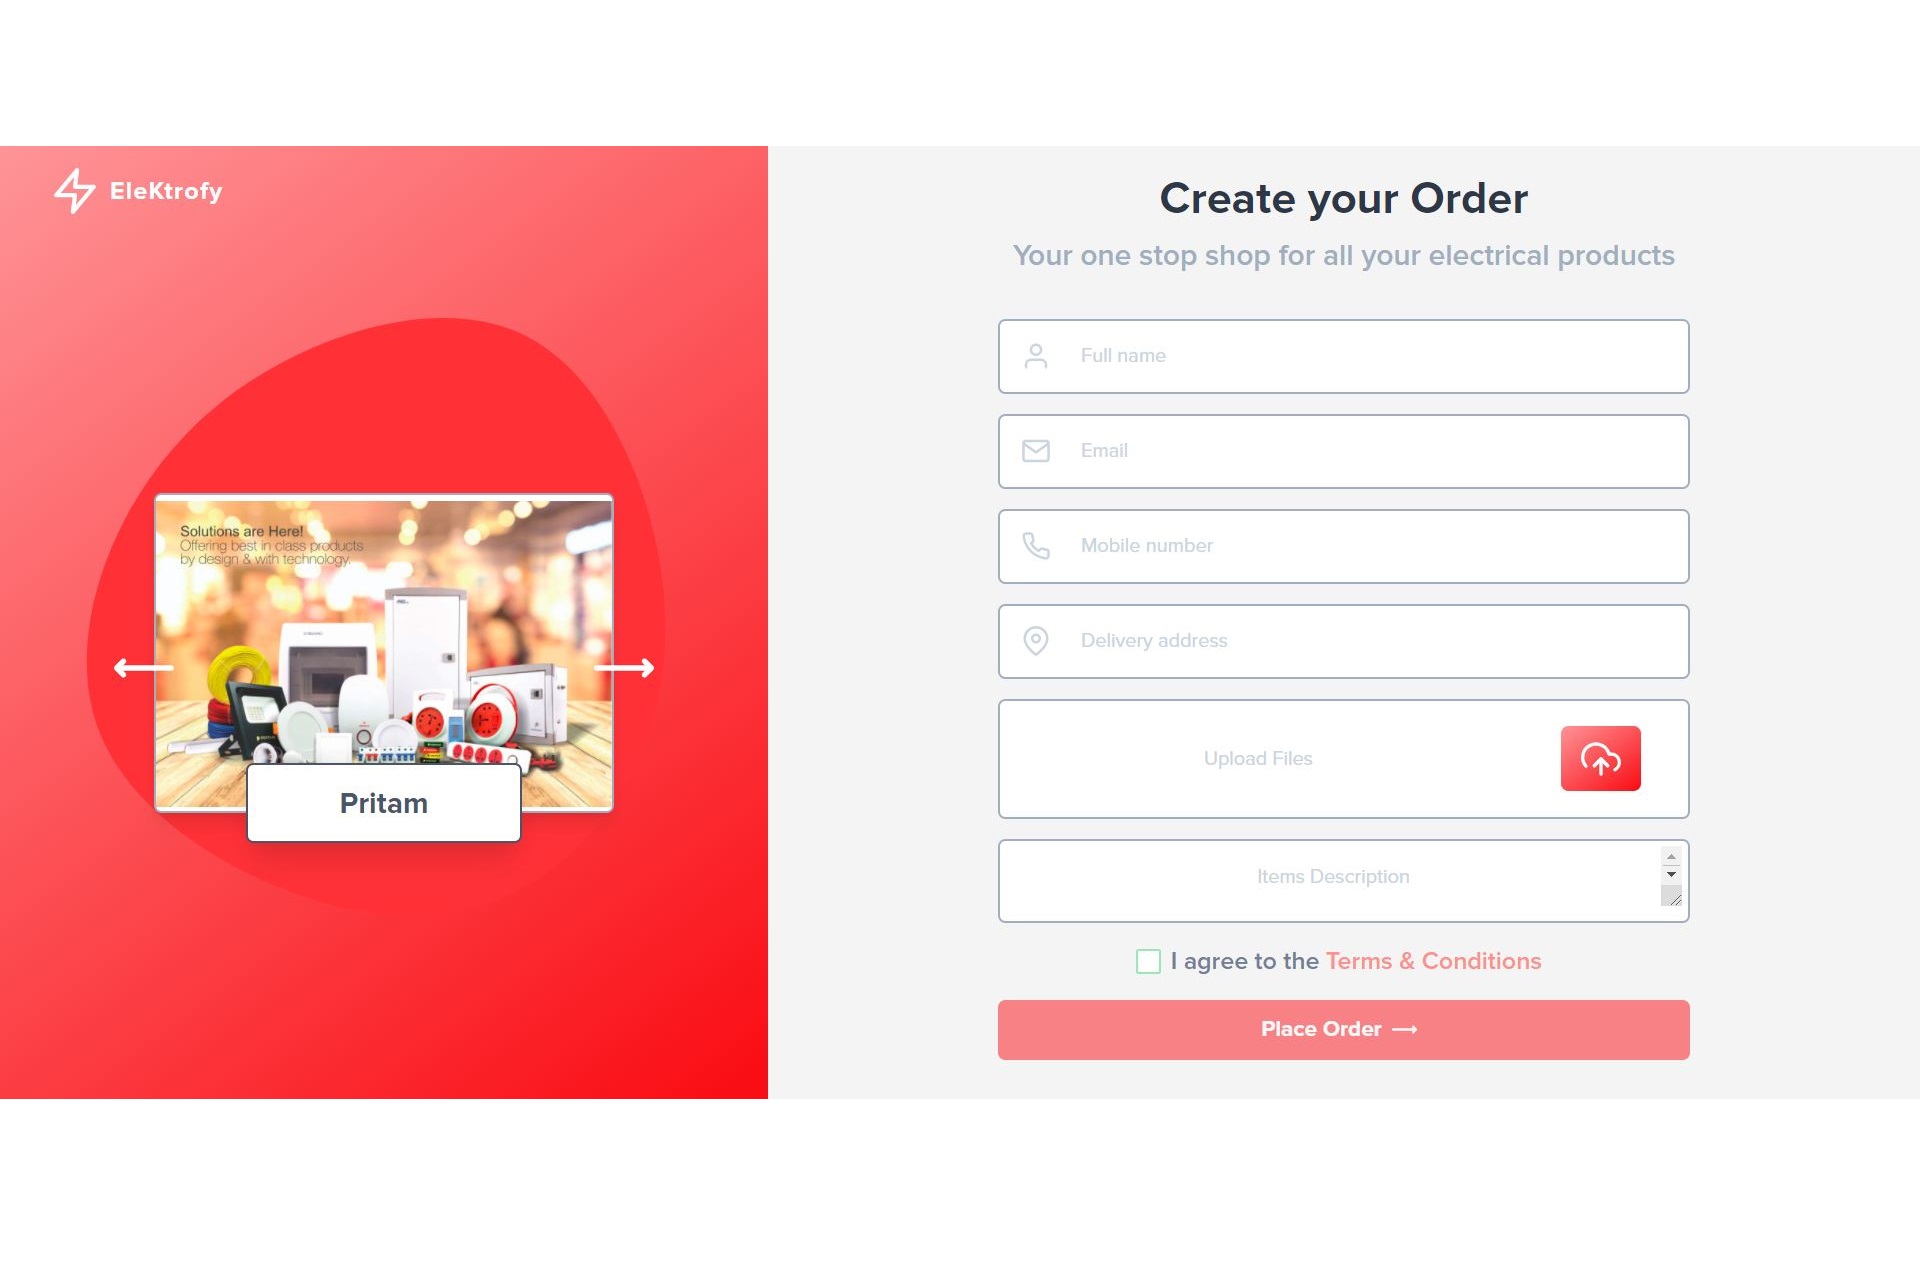 EleKtrofy
Solutions are Here!
Offering best in class products
by design & with technology.
Pritam
Create your Order
Your one stop shop for all your electrical products
Full name
Email
Mobile number
Delivery address
Upload Files
Items Description
I agree to the Terms & Conditions
Place Order